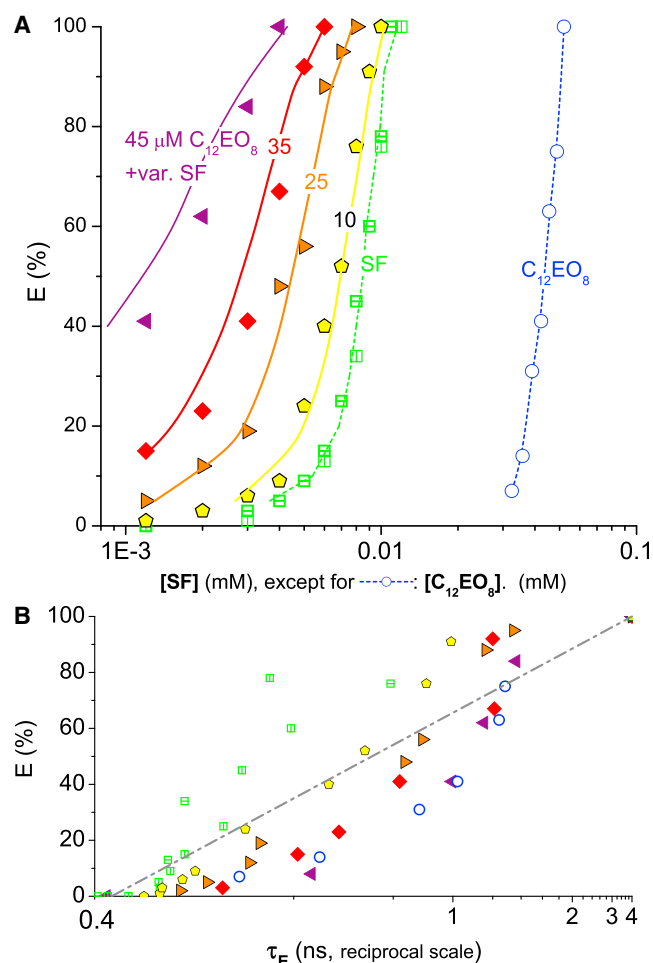 A
100
80
60
40
20
0
E (%)
45 μM C₁₂EO₈
+var. SF
35
25
10
SF
C₁₂EO₈
1E-3
0.01
0.1
[SF] (mM), except for : [C₁₂EO₈]. (mM)
B
100
80
60
40
20
0
E (%)
0.4
1
2
3
4
τE (ns, reciprocal scale)